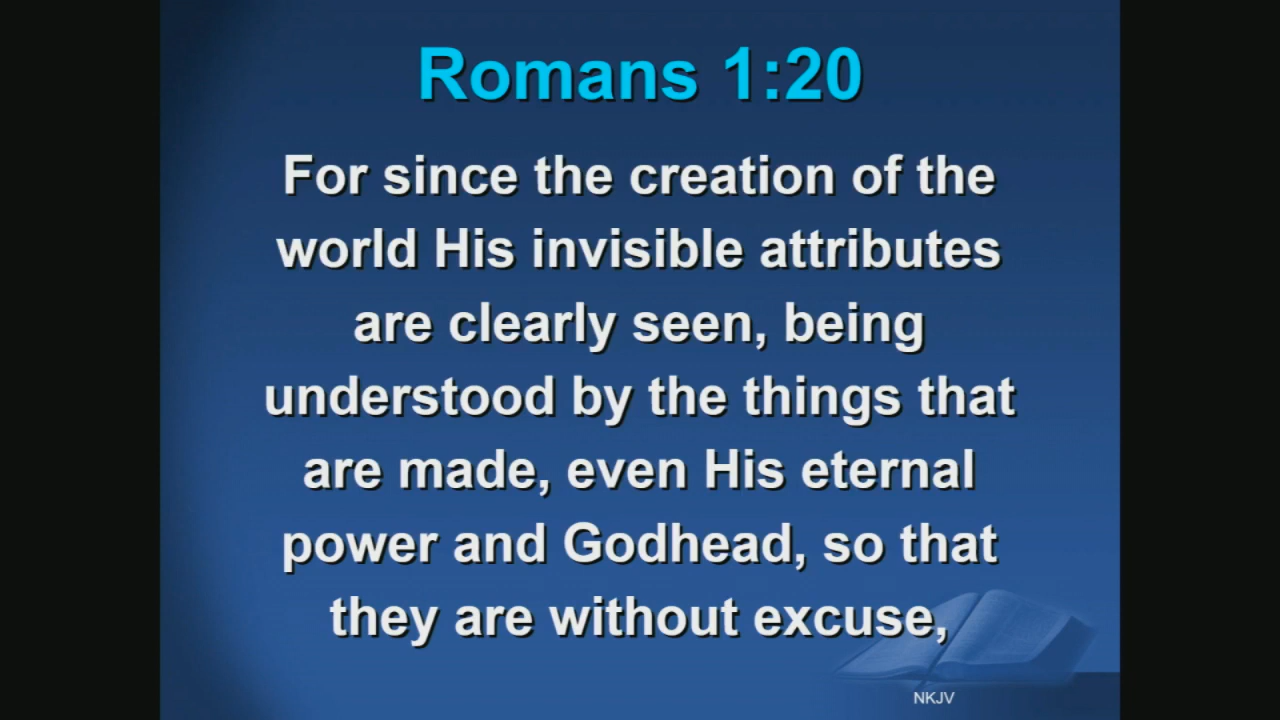 Romans 1:20
For since the creation of the
world His invisible attributes
are clearly seen, being
understood by the things that
are made, even His eternal
power and Godhead, so that
they are without excuse,
NKJV